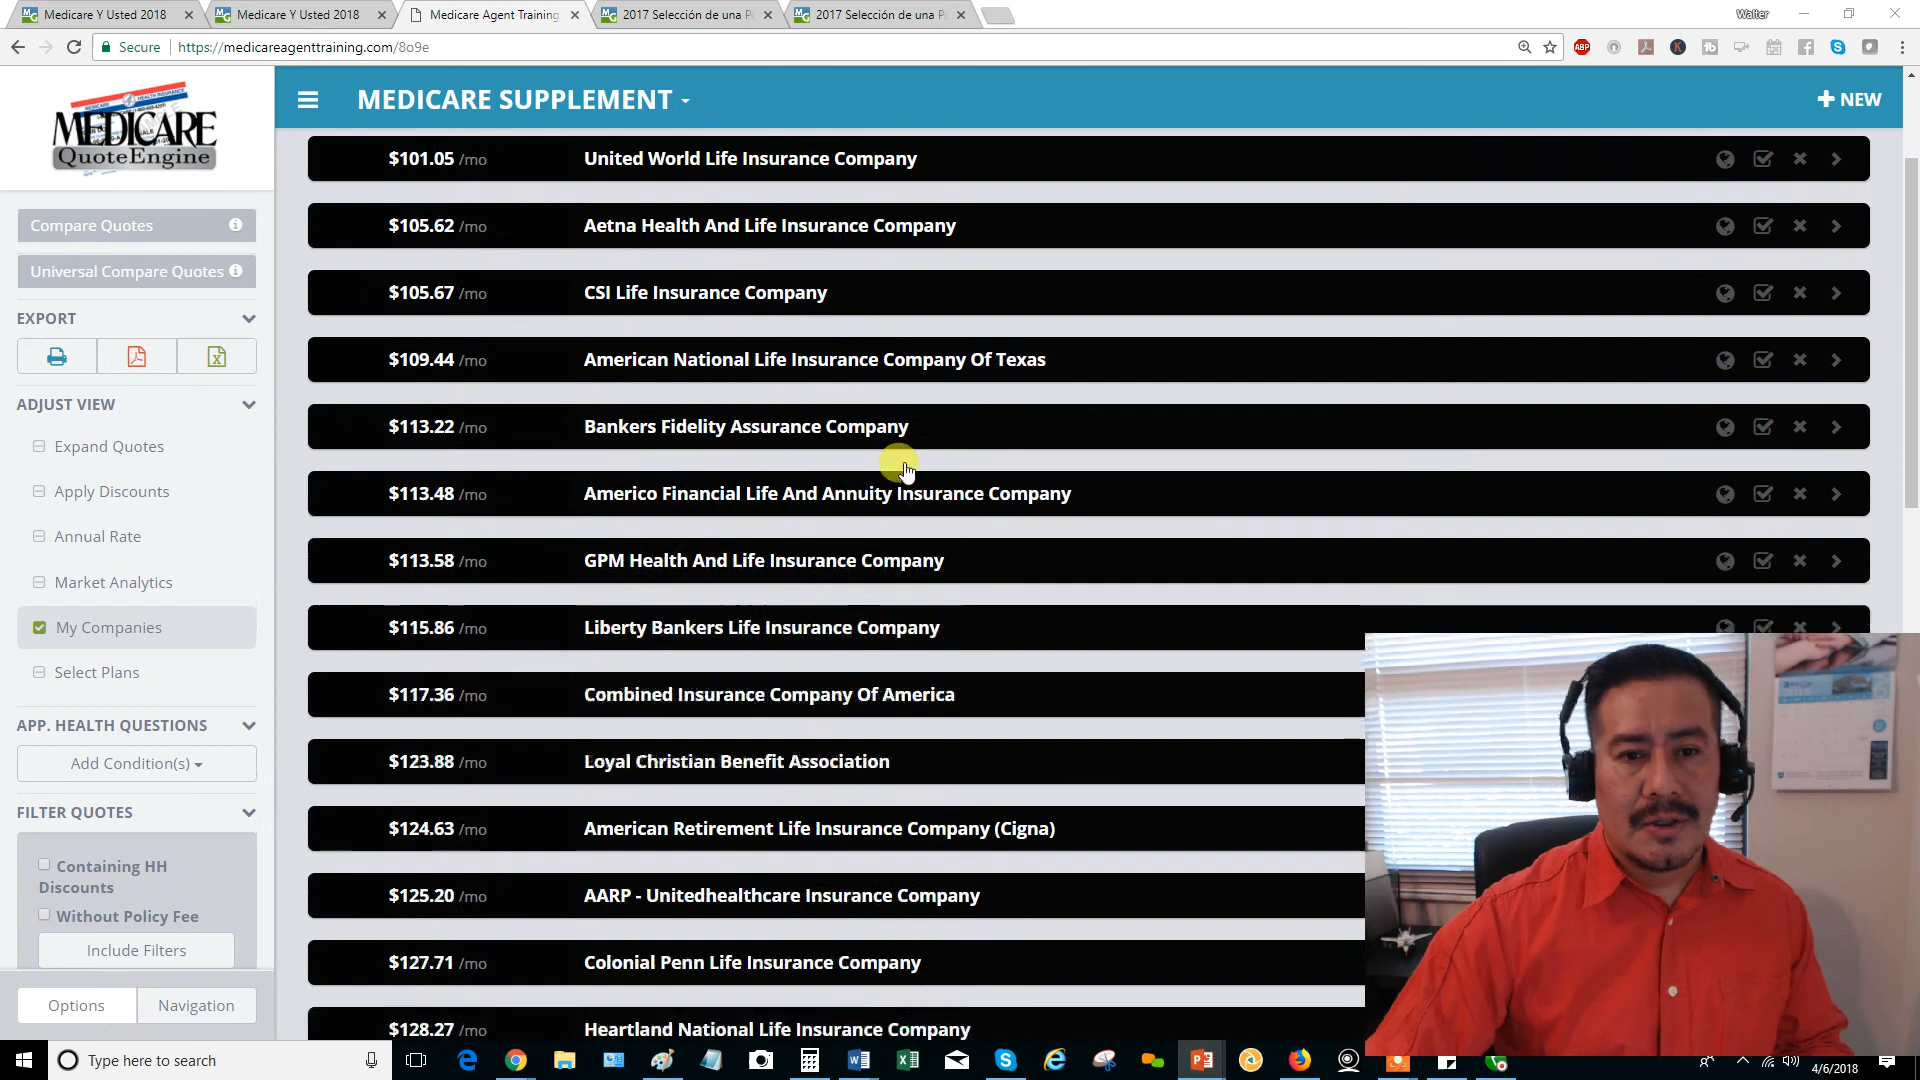 Medicare Y Usted 2018
Medicare Y Usted 2018
Medicare Agent Training
2017 Selección de una Po
2017 Selección de una Po
Walter
Secure
https://medicareagenttraining.com/8o9e
MEDICARE
QuoteEngine
MEDICARE SUPPLEMENT
NEW
Compare Quotes
Universal Compare Quotes
EXPORT
ADJUST VIEW
Expand Quotes
Apply Discounts
Annual Rate
Market Analytics
My Companies
Select Plans
APP. HEALTH QUESTIONS
Add Condition(s)
FILTER QUOTES
Containing HH
Discounts
Without Policy Fee
Include Filters
Options
Navigation
$101.05 /mo United World Life Insurance Company
$105.62 /mo Aetna Health And Life Insurance Company
$105.67 /mo CSI Life Insurance Company
$109.44 /mo American National Life Insurance Company Of Texas
$113.22 /mo Bankers Fidelity Assurance Company
$113.48 /mo Americo Financial Life And Annuity Insurance Company
$113.58 /mo GPM Health And Life Insurance Company
$115.86 /mo Liberty Bankers Life Insurance Company
$117.36 /mo Combined Insurance Company Of America
$123.88 /mo Loyal Christian Benefit Association
$124.63 /mo American Retirement Life Insurance Company (Cigna)
$125.20 /mo AARP - Unitedhealthcare Insurance Company
$127.71 /mo Colonial Penn Life Insurance Company
$128.27 /mo Heartland National Life Insurance Company
Type here to search
4/6/2018